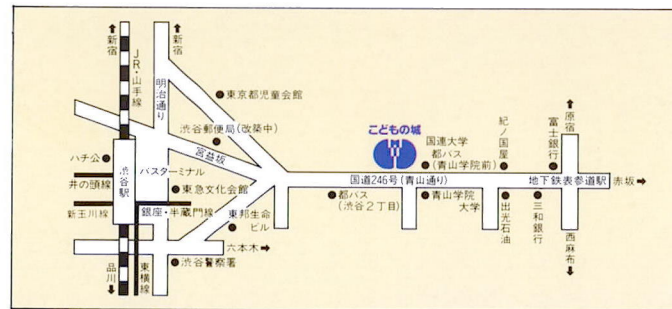 新宿
新宿
JR・山手線
明治通り
東京都児童会館
渋谷郵便局(改築中)
宮益坂
ハチ公
渋谷駅
バスターミナル
井の頭線
東急文化会館
新玉川線
銀座・半蔵門線
東邦生命
ビル
六本木
渋谷警察署
品川
東横線
こどもの城
国連大学
都バス
(青山学院前)
国道246号(青山通り)
都バス
(渋谷2丁目)
青山学院
大学
紀ノ国屋
富士銀行
原宿
地下鉄表参道駅
赤坂
出光石油
三和銀行
西麻布